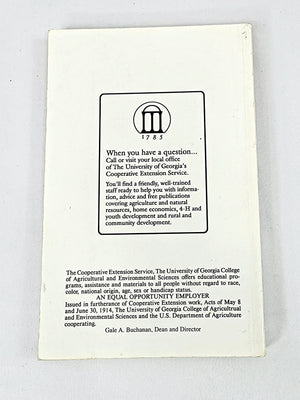 1785
When you have a question...
Call or visit your local office
of The University of Georgia's
Cooperative Extension Service.
You'll find a friendly, well-trained
staff ready to help you with informa-
tion, advice and free publications
covering agriculture and natural
resources, home economics, 4-H and
youth development and rural and
community development.
The Cooperative Extension Service, The University of Georgia College
of Agricultural and Environmental Sciences offers educational pro-
grams, assistance and materials to all people without regard to race,
color, national origin, age, sex or handicap status.
AN EQUAL OPPORTUNITY EMPLOYER
Issued in furtherance of Cooperative Extension work, Acts of May 8
and June 30, 1914, The University of Georgia College of Agricultrual
and Environmental Sciences and the U.S. Department of Agriculture
cooperating.
Gale A. Buchanan, Dean and Director